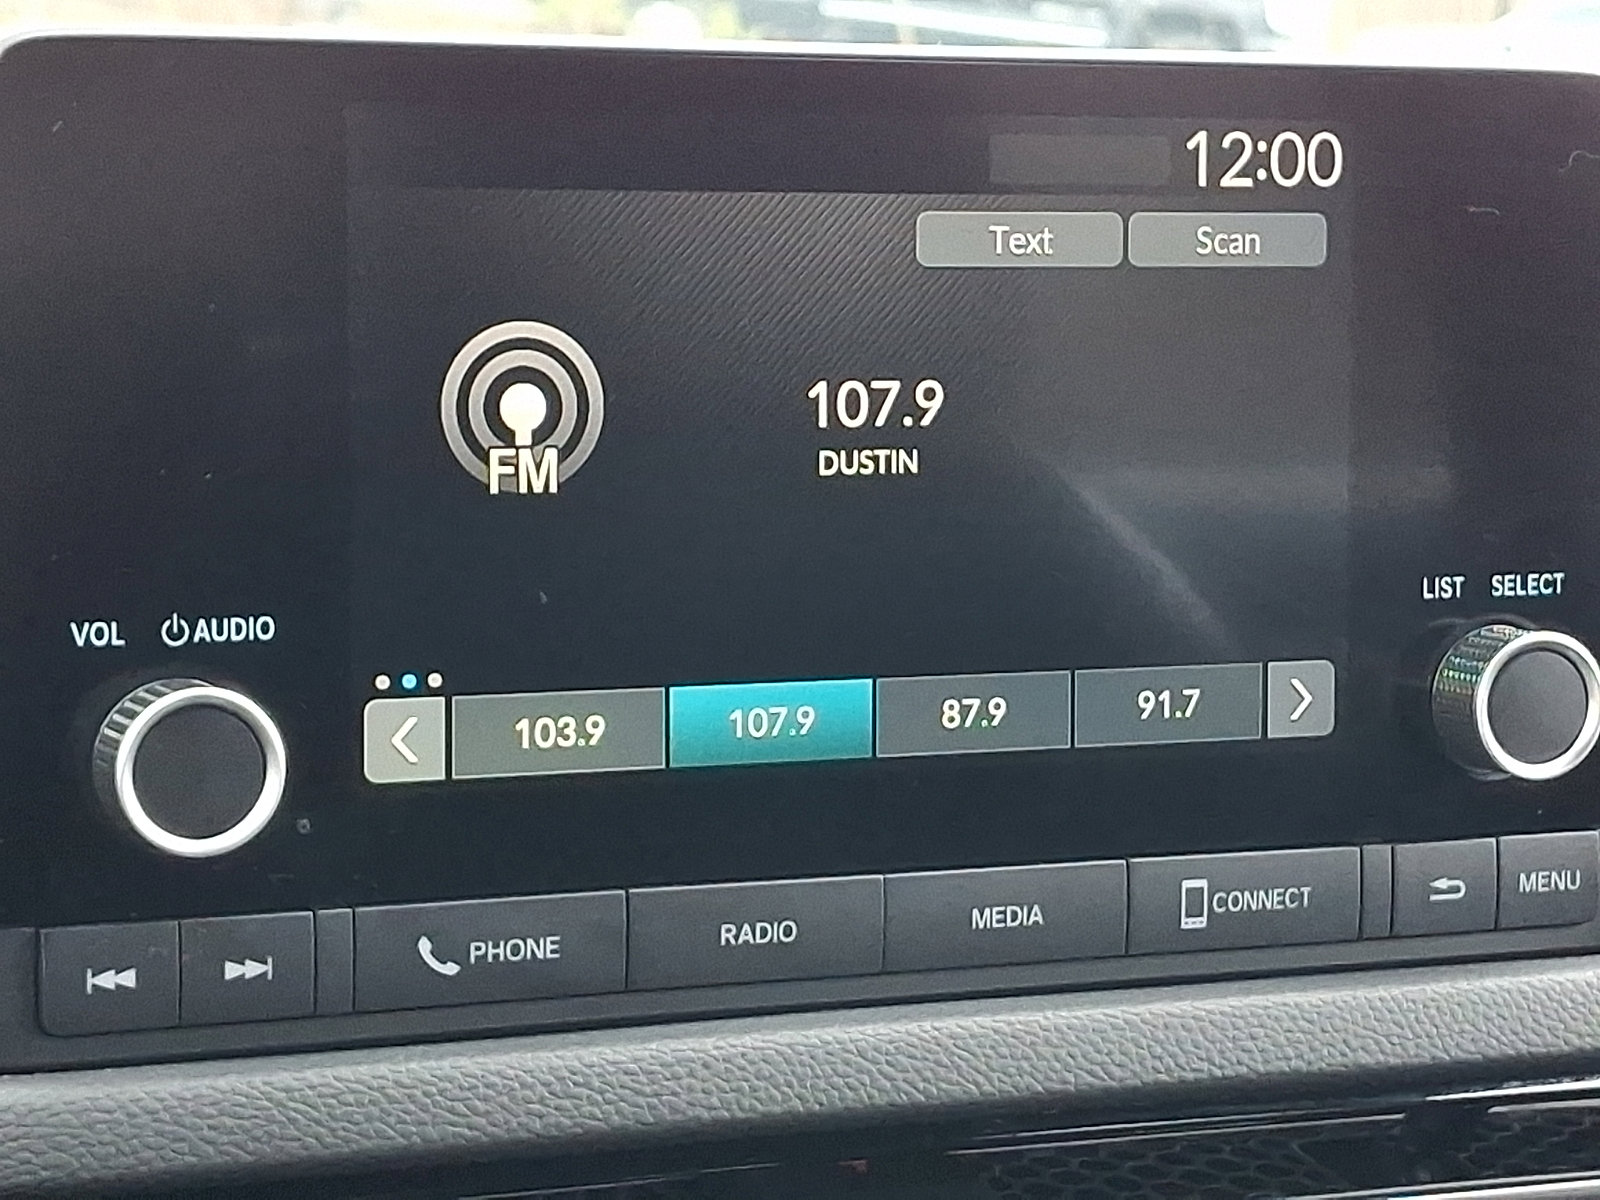 12:00
Text Scan
107.9
DUSTIN
FM
LIST SELECT
VOL AUDIO
103.9 107.9 87.9 91.7
PHONE RADIO MEDIA CONNECT MENU